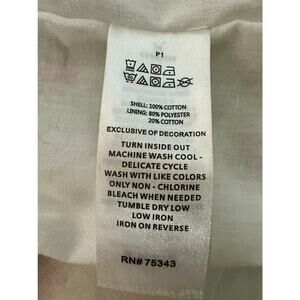 P1
SHELL: 100% COTTON
LINING: 80% POLYESTER
20% COTTON
EXCLUSIVE OF DECORATION
TURN INSIDE OUT
MACHINE WASH COOL -
DELICATE CYCLE
WASH WITH LIKE COLORS
ONLY NON - CHLORINE
BLEACH WHEN NEEDED
TUMBLE DRY LOW
LOW IRON
IRON ON REVERSE
RN# 75343